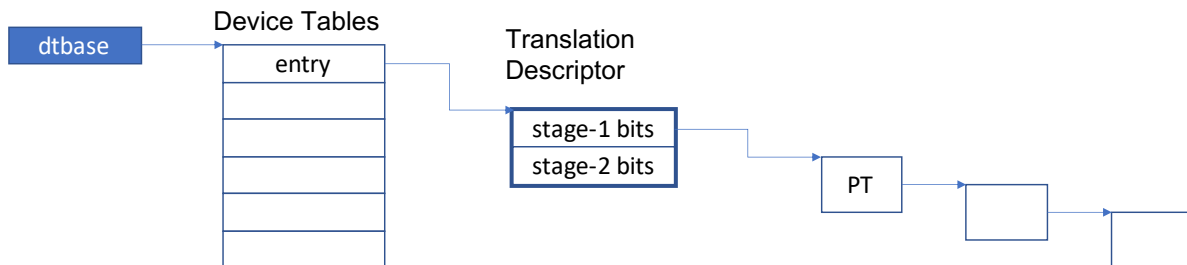 Device Tables
dtbase
entry
Translation
Descriptor
stage-1 bits
stage-2 bits
PT